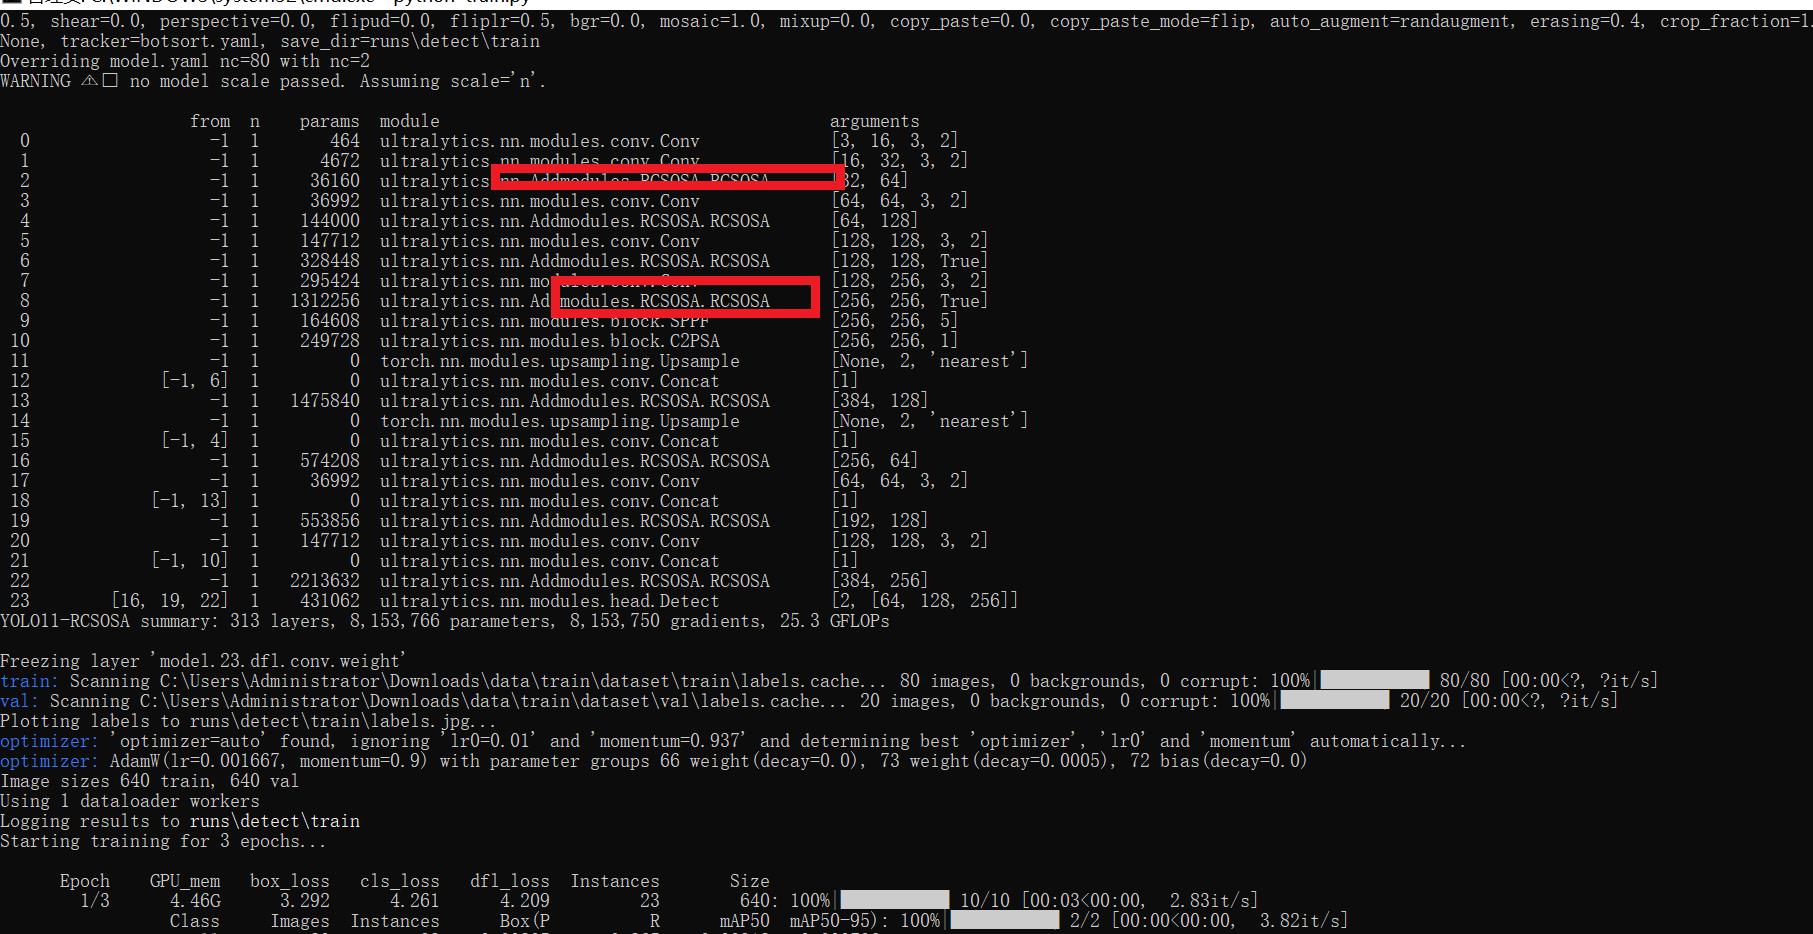 0.5, shear=0.0, perspective=0.0, flipud=0.0, fliplr=0.5, bgr=0.0, mosaic=1.0, mixup=0.0, copy_paste=0.0, copy_paste_mode=flip, auto_augment=randaugment, erasing=0.4, crop_fraction=1.
None, tracker=botsort.yaml, save_dir=runs\detect\train
Overriding model.yaml nc=80 with nc=2
WARNING ⚠□ no model scale passed. Assuming scale='n'.
from n params module arguments
0 -1 1 464 ultralytics.nn.modules.conv.Conv [3, 16, 3, 2]
1 -1 1 4672 ultralytics.nn.modules.conv.Conv [16, 32, 3, 2]
2 -1 1 36160 ultralytics.nn.Addmodules.RCSOSA.RCSOSA [32, 64]
3 -1 1 36992 ultralytics.nn.modules.conv.Conv [64, 64, 3, 2]
4 -1 1 144000 ultralytics.nn.Addmodules.RCSOSA.RCSOSA [64, 128]
5 -1 1 147712 ultralytics.nn.modules.conv.Conv [128, 128, 3, 2]
6 -1 1 328448 ultralytics.nn.Addmodules.RCSOSA.RCSOSA [128, 128, True]
7 -1 1 295424 ultralytics.nn.modules.conv.Conv [128, 256, 3, 2]
8 -1 1 1312256 ultralytics.nn.Addmodules.RCSOSA.RCSOSA [256, 256, True]
9 -1 1 164608 ultralytics.nn.modules.block.SPPF [256, 256, 5]
10 -1 1 249728 ultralytics.nn.modules.block.C2PSA [256, 256, 1]
11 -1 1 0 torch.nn.modules.upsampling.Upsample [None, 2, 'nearest']
12 [-1, 6] 1 0 ultralytics.nn.modules.conv.Concat [1]
13 -1 1 1475840 ultralytics.nn.Addmodules.RCSOSA.RCSOSA [384, 128]
14 -1 1 0 torch.nn.modules.upsampling.Upsample [None, 2, 'nearest']
15 [-1, 4] 1 0 ultralytics.nn.modules.conv.Concat [1]
16 -1 1 574208 ultralytics.nn.Addmodules.RCSOSA.RCSOSA [256, 64]
17 -1 1 36992 ultralytics.nn.modules.conv.Conv [64, 64, 3, 2]
18 [-1, 13] 1 0 ultralytics.nn.modules.conv.Concat [1]
19 -1 1 553856 ultralytics.nn.Addmodules.RCSOSA.RCSOSA [192, 128]
20 -1 1 147712 ultralytics.nn.modules.conv.Conv [128, 128, 3, 2]
21 [-1, 10] 1 0 ultralytics.nn.modules.conv.Concat [1]
22 -1 1 2213632 ultralytics.nn.Addmodules.RCSOSA.RCSOSA [384, 256]
23 [16, 19, 22] 1 431062 ultralytics.nn.modules.head.Detect [2, [64, 128, 256]]
YOLO11-RCSOSA summary: 313 layers, 8,153,766 parameters, 8,153,750 gradients, 25.3 GFLOPs
Freezing layer 'model.23.dfl.conv.weight'
train: Scanning C:\Users\Administrator\Downloads\data\train\dataset\train\labels.cache... 80 images, 0 backgrounds, 0 corrupt: 100%|██████████| 80/80 [00:00<?, ?it/s]
val: Scanning C:\Users\Administrator\Downloads\data\train\dataset\val\labels.cache... 20 images, 0 backgrounds, 0 corrupt: 100%|██████████| 20/20 [00:00<?, ?it/s]
Plotting labels to runs\detect\train\labels.jpg...
optimizer: 'optimizer=auto' found, ignoring 'lr0=0.01' and 'momentum=0.937' and determining best 'optimizer', 'lr0' and 'momentum' automatically...
optimizer: AdamW(lr=0.001667, momentum=0.9) with parameter groups 66 weight(decay=0.0), 73 weight(decay=0.0005), 72 bias(decay=0.0)
Image sizes 640 train, 640 val
Using 1 dataloader workers
Logging results to runs\detect\train
Starting training for 3 epochs...
Epoch GPU_mem box_loss cls_loss dfl_loss Instances Size
1/3 4.46G 3.292 4.261 4.209 23 640: 100%|██████████| 10/10 [00:03<00:00, 2.83it/s]
Class Images Instances Box(P R mAP50 mAP50-95): 100%|██████████| 2/2 [00:00<00:00, 3.82it/s]